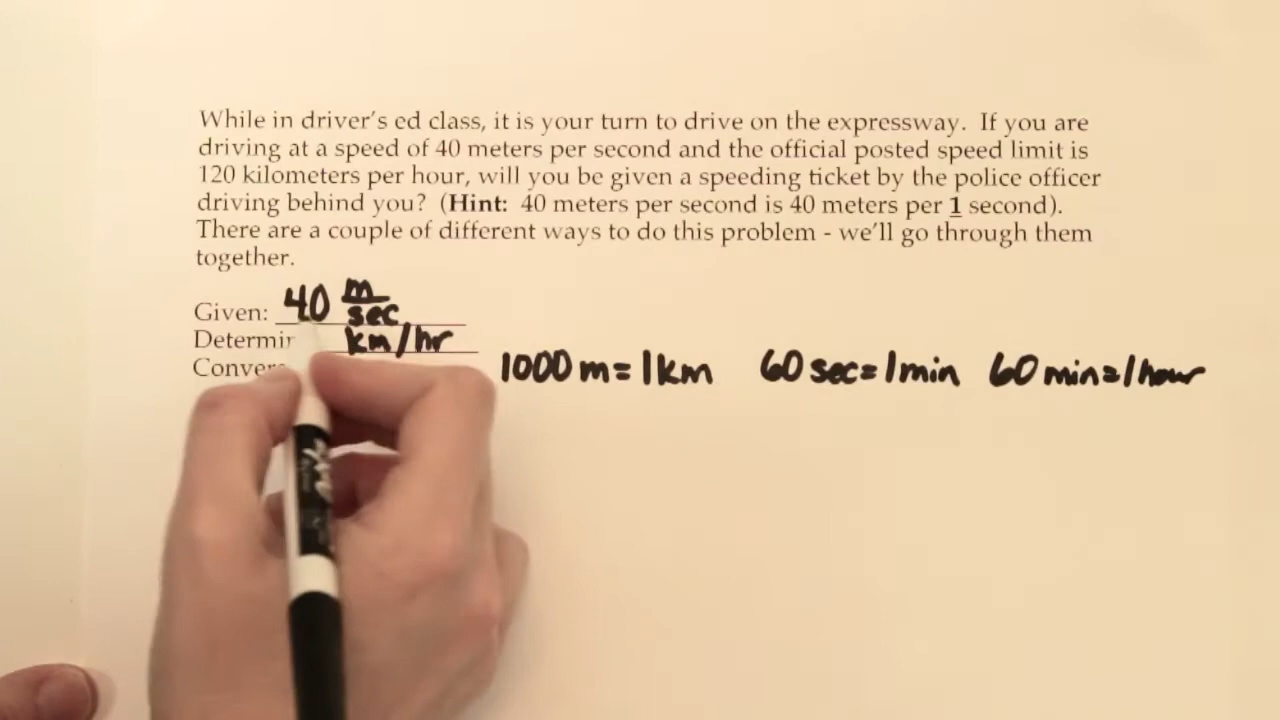 While in driver's ed class, it is your turn to drive on the expressway. If you are
driving at a speed of 40 meters per second and the official posted speed limit is
120 kilometers per hour, will you be given a speeding ticket by the police officer
driving behind you? (Hint: 40 meters per second is 40 meters per 1 second).
There are a couple of different ways to do this problem - we'll go through them
together.
Given: 40 m/sec
Determin km/hr
Convers 1000 m = 1 km 60 sec = 1 min 60 min = 1 hour